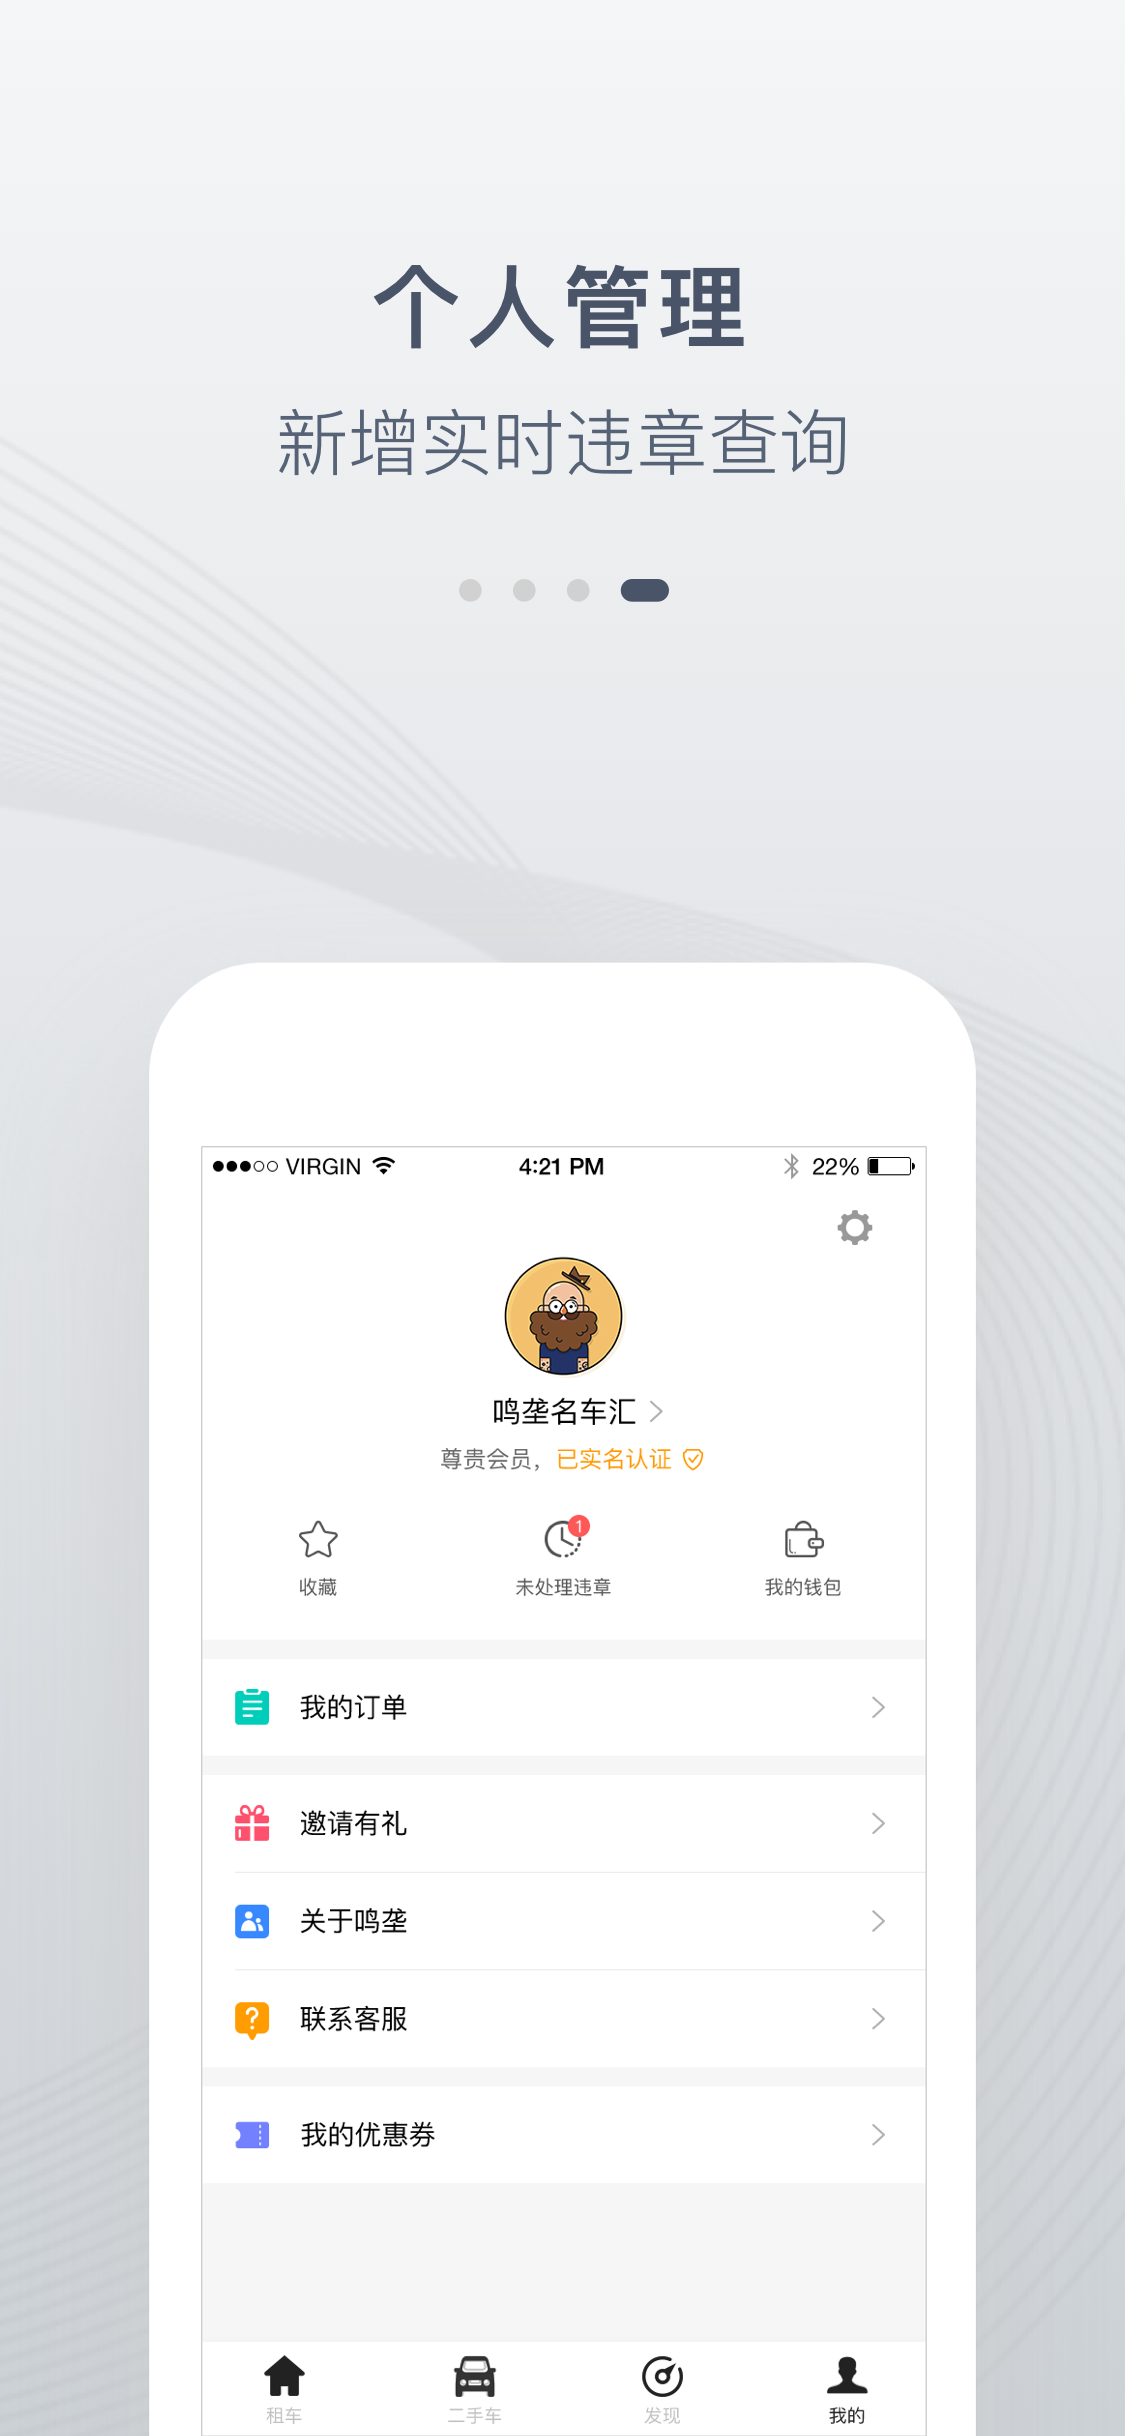 个人管理
新增实时违章查询
VIRGIN 4:21 PM 22%
鸣垄名车汇
尊贵会员，已实名认证
1
收藏 未处理违章 我的钱包
我的订单
邀请有礼
关于鸣垄
联系客服
我的优惠券
租车 二手车 发现 我的